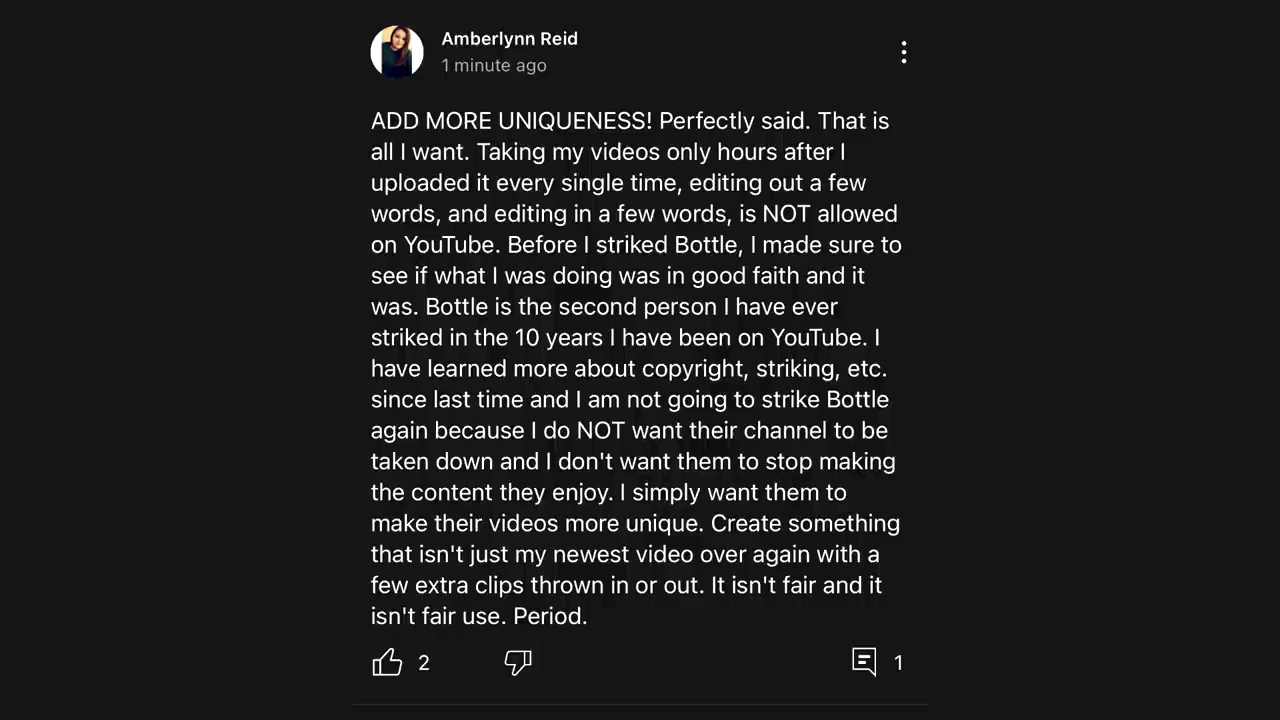 Amberlynn Reid
1 minute ago
ADD MORE UNIQUENESS! Perfectly said. That is
all I want. Taking my videos only hours after I
uploaded it every single time, editing out a few
words, and editing in a few words, is NOT allowed
on YouTube. Before I striked Bottle, I made sure to
see if what I was doing was in good faith and it
was. Bottle is the second person I have ever
striked in the 10 years I have been on YouTube. I
have learned more about copyright, striking, etc.
since last time and I am not going to strike Bottle
again because I do NOT want their channel to be
taken down and I don't want them to stop making
the content they enjoy. I simply want them to
make their videos more unique. Create something
that isn't just my newest video over again with a
few extra clips thrown in or out. It isn't fair and it
isn't fair use. Period.
2 1